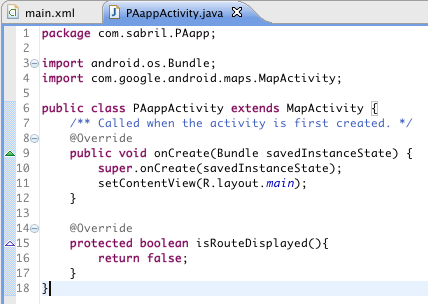 main.xml PAappActivity.java
1 package com.sabril.PAapp;
2
3 import android.os.Bundle;
4 import com.google.android.maps.MapActivity;
5
6 public class PAappActivity extends MapActivity {
7     /** Called when the activity is first created. */
8     @Override
9     public void onCreate(Bundle savedInstanceState) {
10         super.onCreate(savedInstanceState);
11         setContentView(R.layout.main);
12     }
13
14     @Override
15     protected boolean isRouteDisplayed(){
16         return false;
17     }
18 }